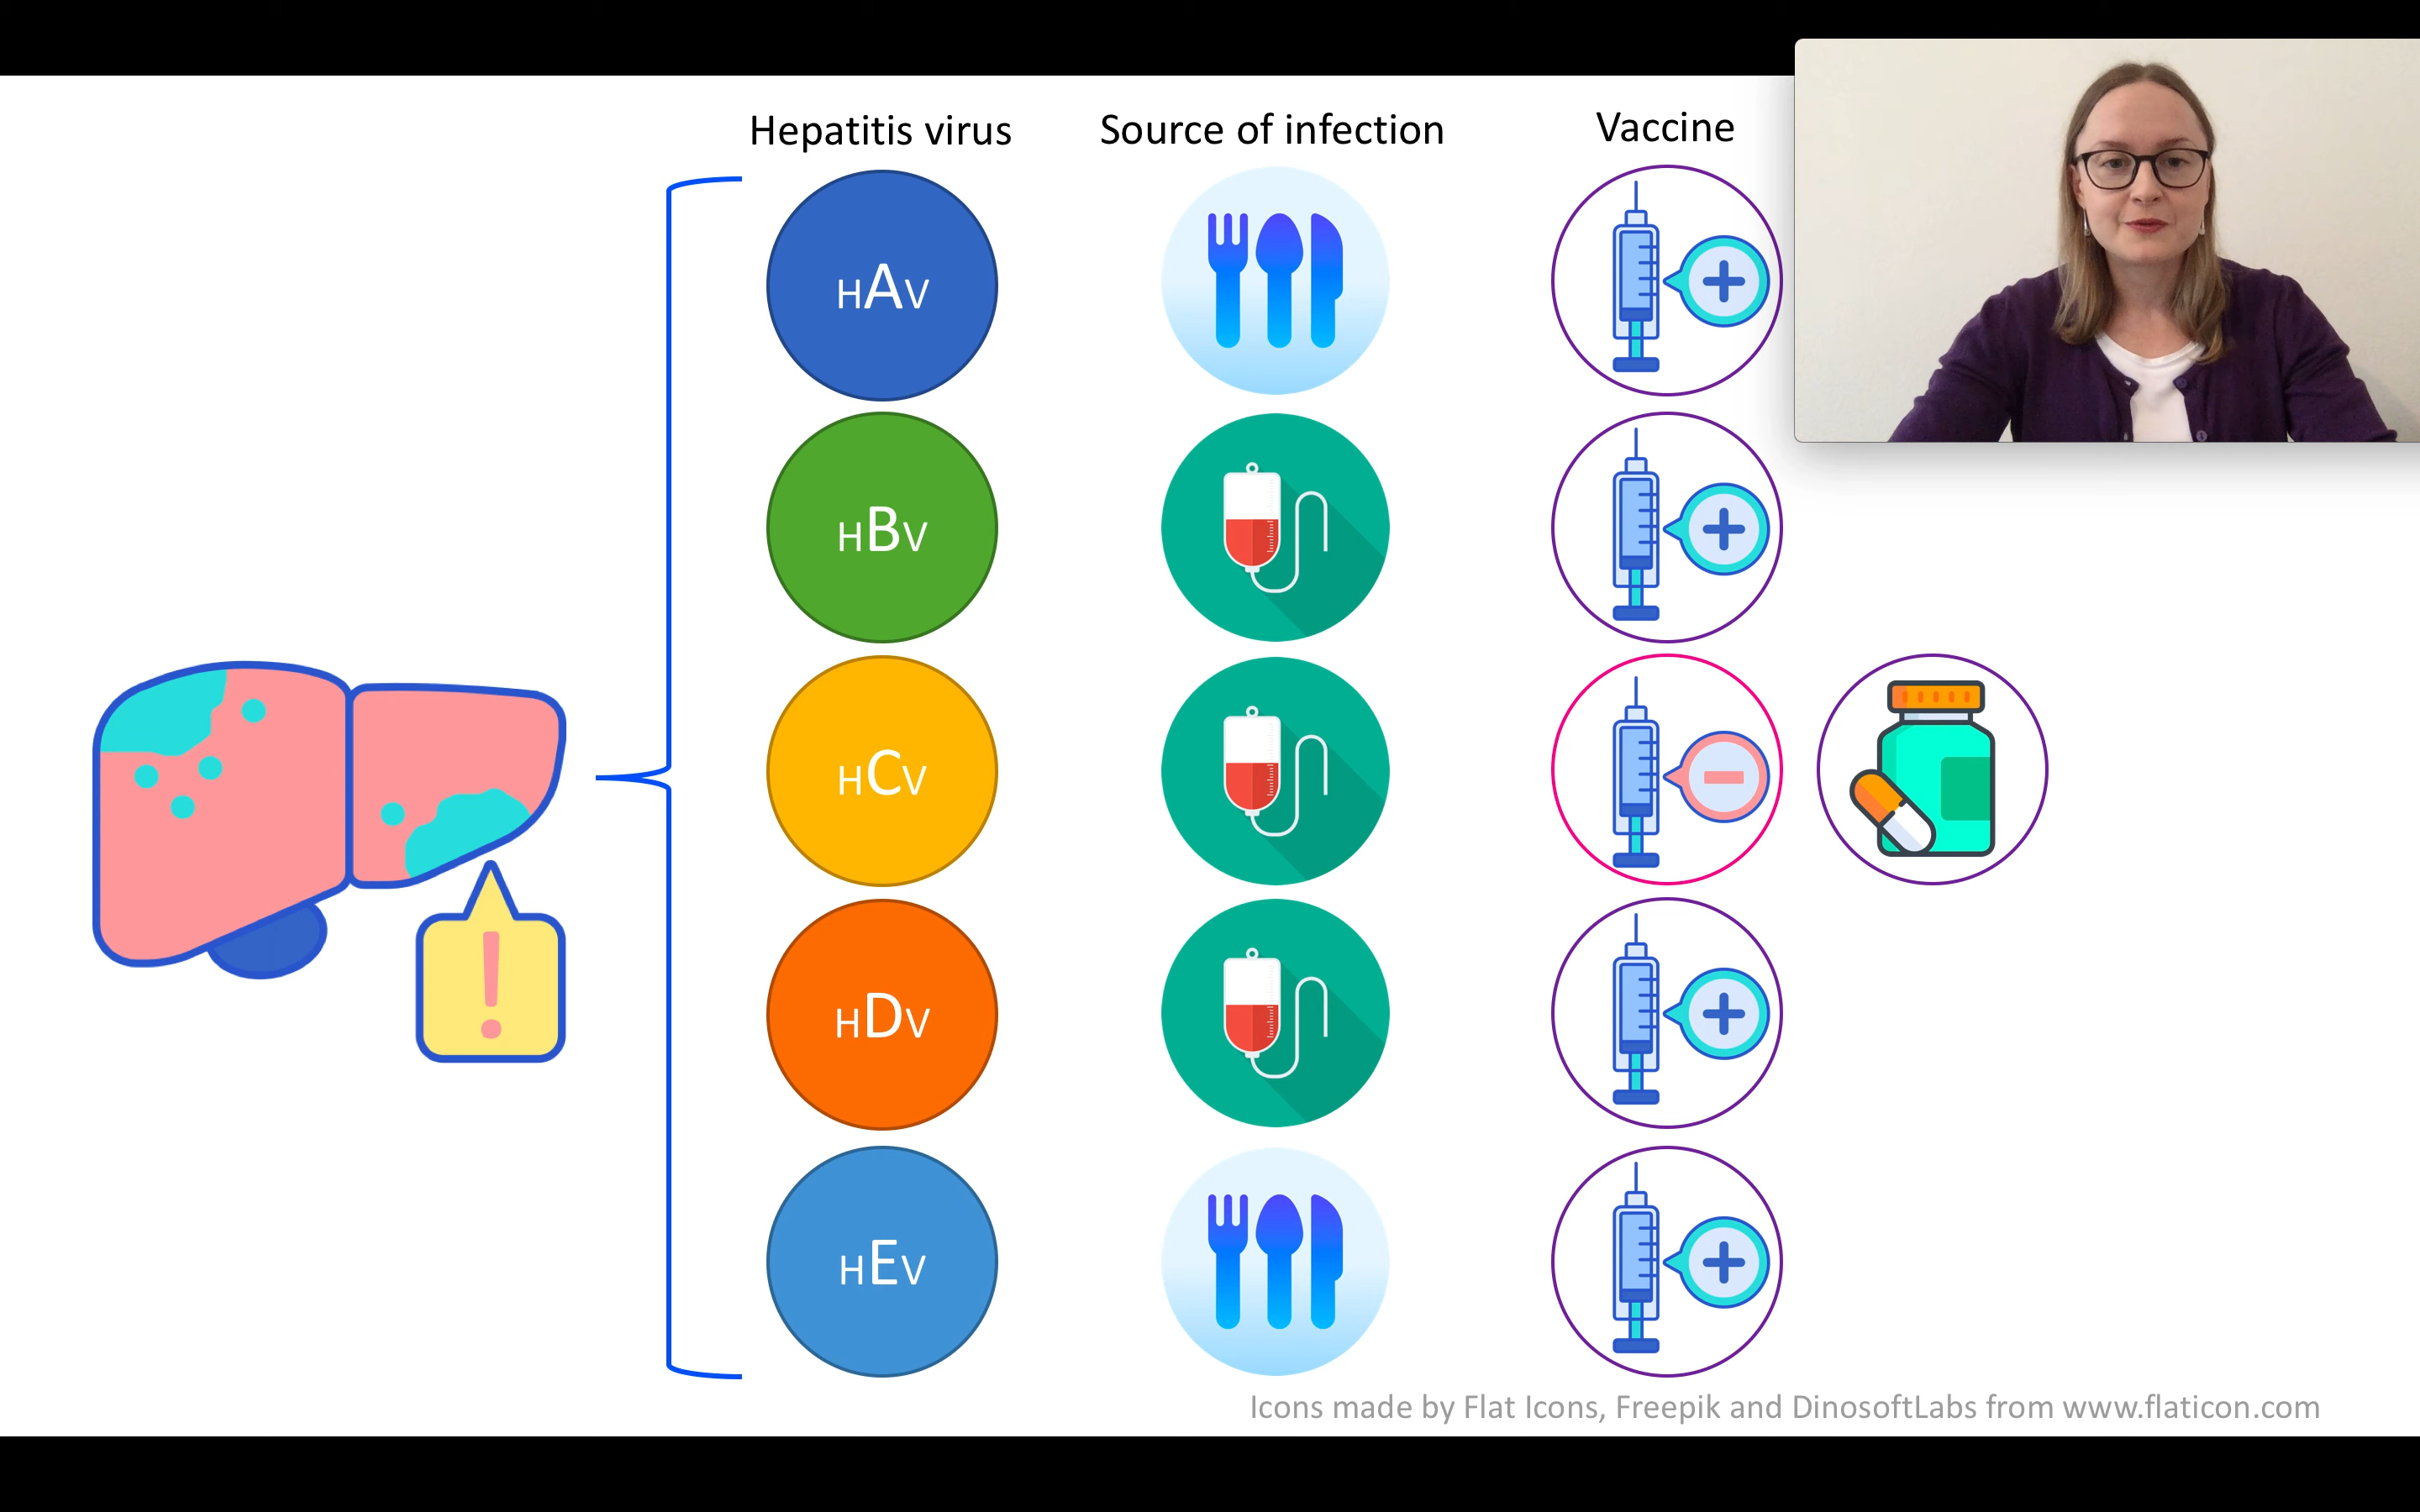 Hepatitis virus Source of infection Vaccine
HAV
HBV
HCV
HDV
HEV
Icons made by Flat Icons, Freepik and DinosoftLabs from www.flaticon.com